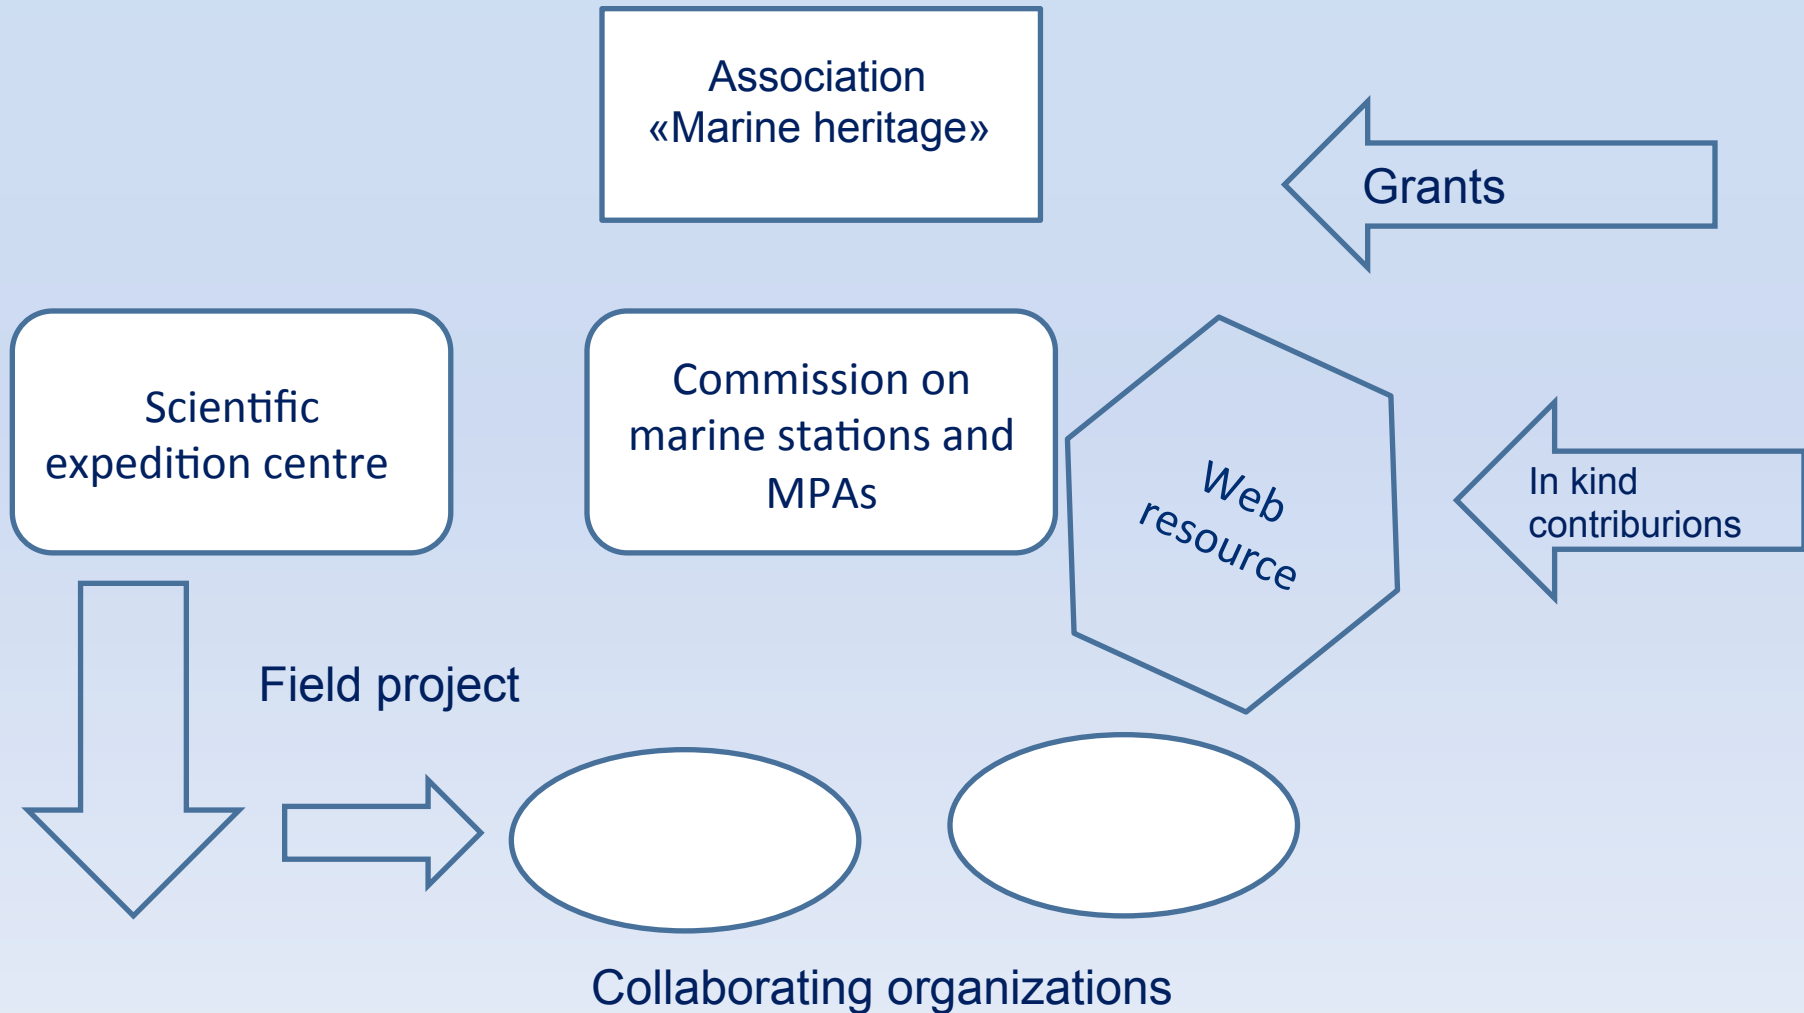 Association
«Marine heritage»
Grants
Scientific
expedition centre
Commission on
marine stations and
MPAs
Web
resource
In kind
contriburions
Field project
Collaborating organizations